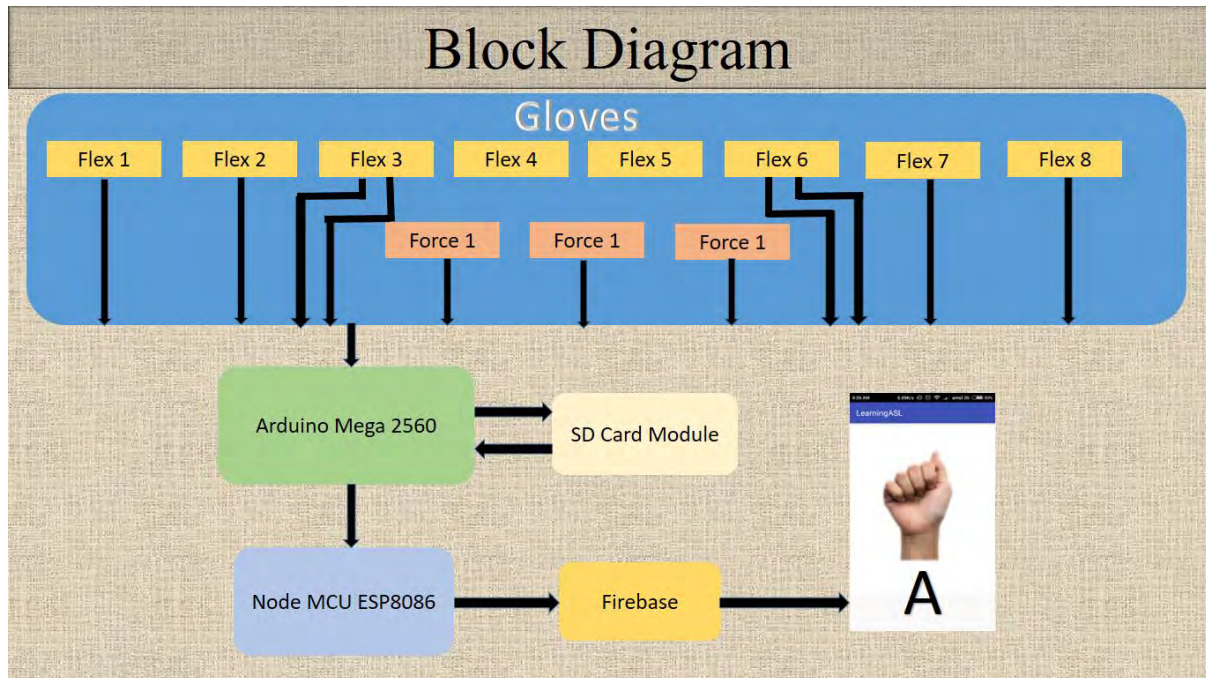 Block Diagram
Gloves
Flex 1 Flex 2 Flex 3 Flex 4 Flex 5 Flex 6 Flex 7 Flex 8
Force 1 Force 1 Force 1
Arduino Mega 2560
SD Card Module
LearningASL
A
Node MCU ESP8086
Firebase